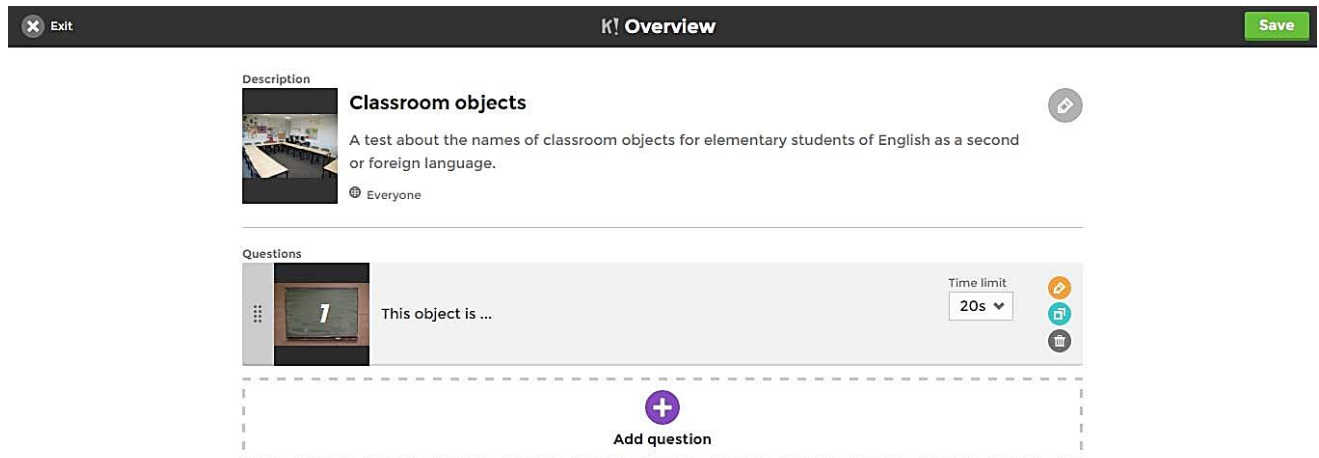 Exit
K! Overview
Save
Description
Classroom objects
A test about the names of classroom objects for elementary students of English as a second
or foreign language.
Everyone
Questions
1
This object is ...
Time limit
20s
Add question